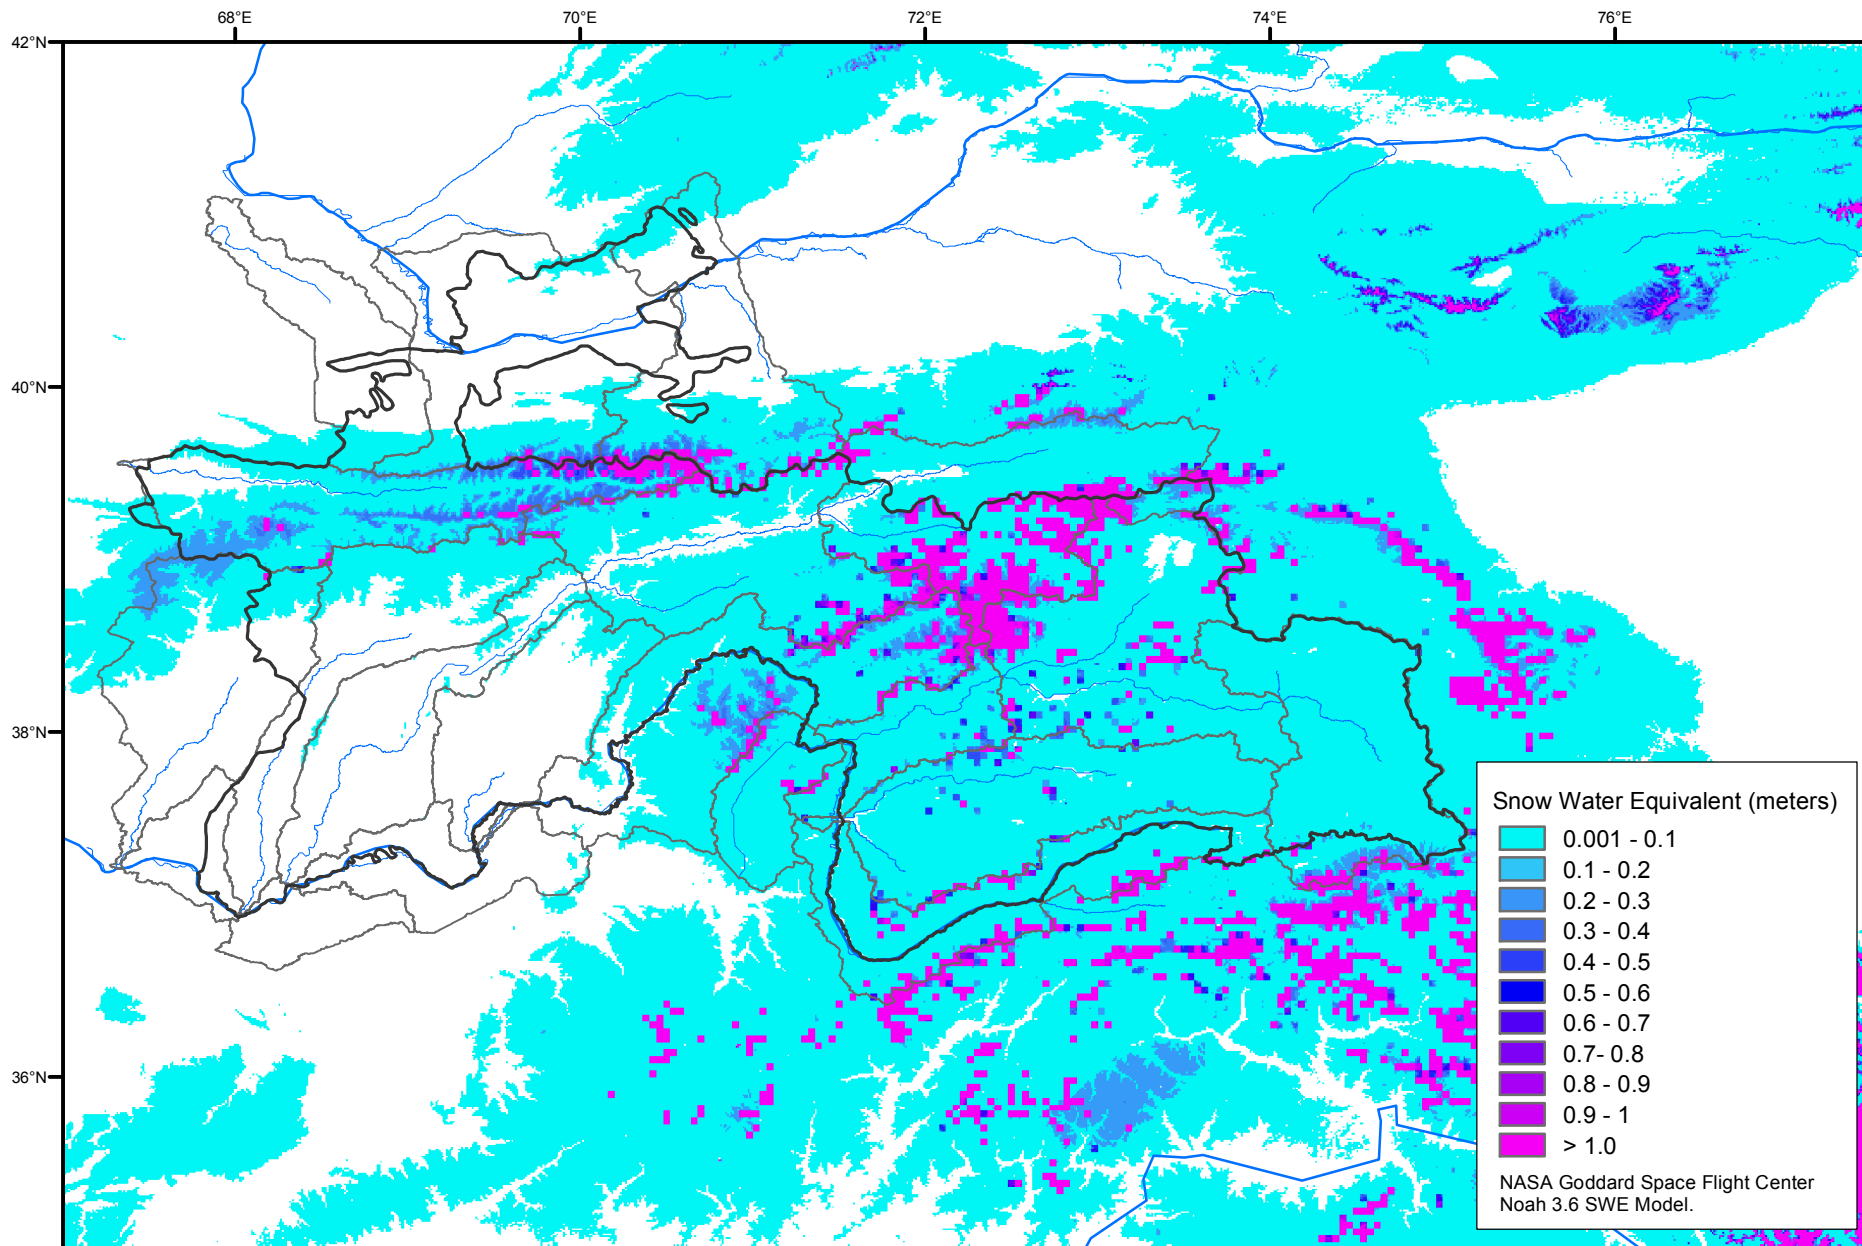 68°E
70°E
72°E
74°E
76°E
42°N
40°N
38°N
36°N
Snow Water Equivalent (meters)
0.001 - 0.1
0.1 - 0.2
0.2 - 0.3
0.3 - 0.4
0.4 - 0.5
0.5 - 0.6
0.6 - 0.7
0.7- 0.8
0.8 - 0.9
0.9 - 1
> 1.0
NASA Goddard Space Flight Center
Noah 3.6 SWE Model.